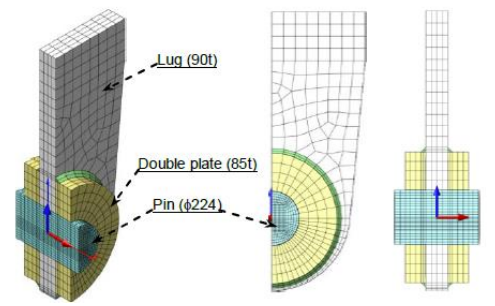 Lug (90t)
Double plate (85t)
Pin (ϕ224)